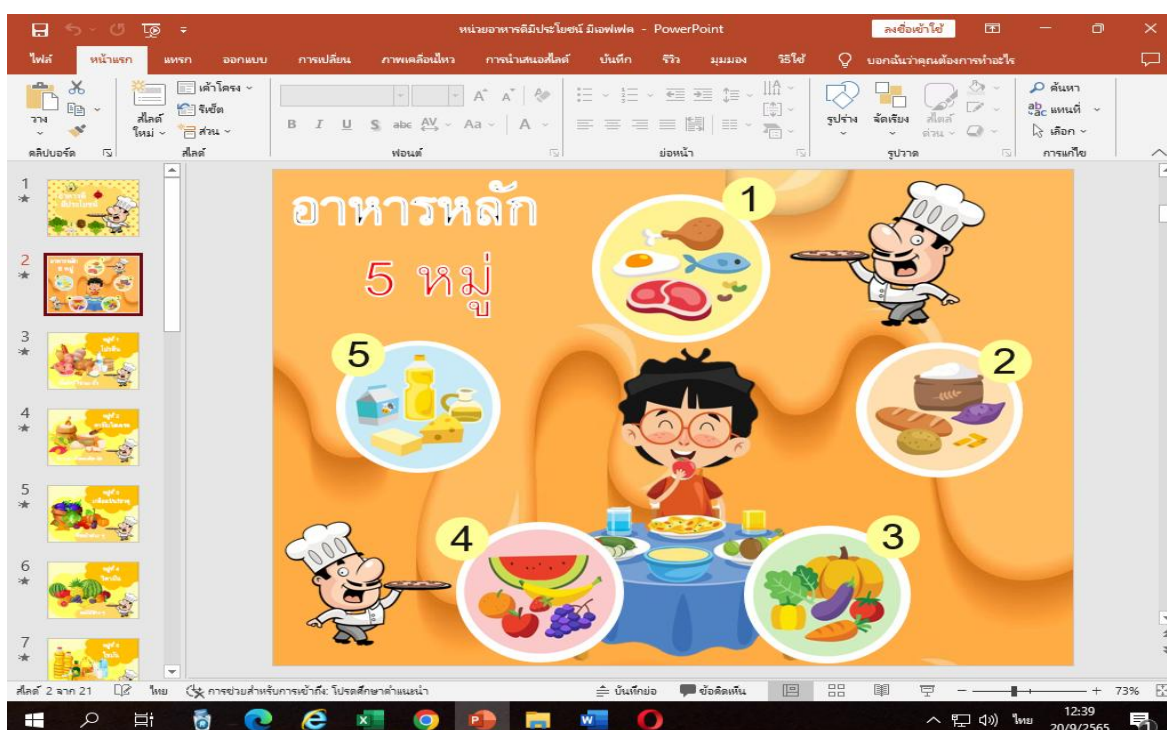 หน่วยอาหารดีมีประโยชน์ มีเอฟเฟค - PowerPoint
ลงชื่อเข้าใช้
ไฟล์ หน้าแรก แทรก ออกแบบ การเปลี่ยน ภาพเคลื่อนไหว การนำเสนอสไลด์ บันทึก รีวิว มุมมอง วิธีใช้ บอกฉันว่าคุณต้องการทำอะไร
วาง
สไลด์ใหม่
เค้าโครง
รีเซ็ต
ส่วน
B I U S abc AV Aa A
A A
รูปร่าง จัดเรียง สไตล์ด่วน
ค้นหา
แทนที่
เลือก
คลิปบอร์ด สไลด์ ฟอนต์ ย่อหน้า รูปวาด การแก้ไข
1
2
3
4
5
6
7
อาหารหลัก
5 หมู่
1
2
3
4
5
สไลด์ 2 จาก 21 ไทย การช่วยสำหรับการเข้าถึง: โปรดศึกษาคำแนะนำ บันทึกย่อ ข้อคิดเห็น 73%
ไทย 12:39
20/9/2565